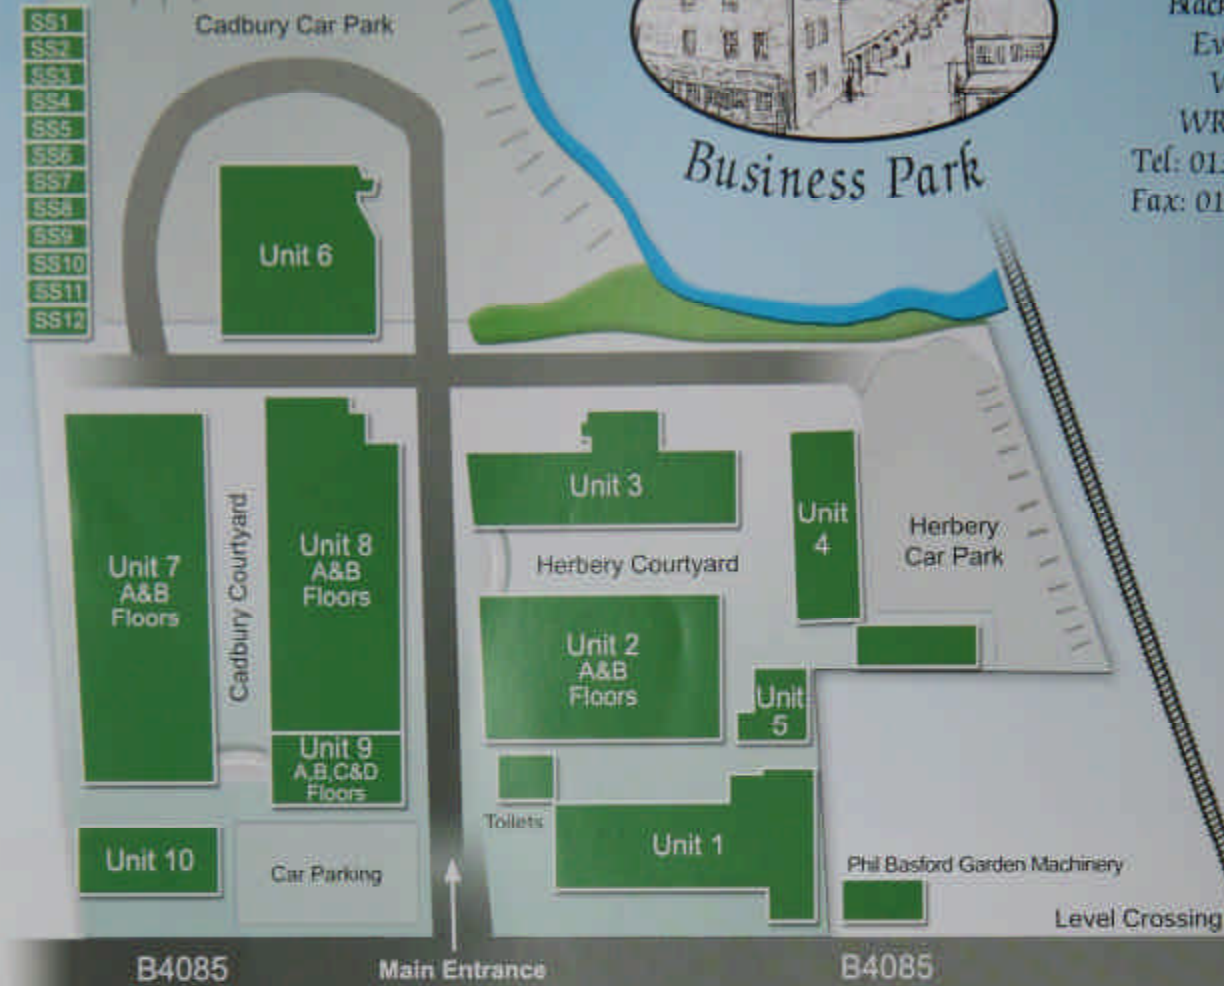 SS1
SS2
SS3
SS4
SS5
SS6
SS7
SS8
SS9
SS10
SS11
SS12
Cadbury Car Park
Business Park
WR
Tel: 01
Fax: 01
Unit 6
Unit 7
A&B
Floors
Cadbury Courtyard
Unit 8
A&B
Floors
Unit 9
A,B,C&D
Floors
Unit 10
Car Parking
Unit 3
Herbery Courtyard
Unit 2
A&B
Floors
Unit
4
Herbery
Car Park
Unit
5
Toilets
Unit 1
Phil Basford Garden Machinery
Level Crossing
B4085
Main Entrance
B4085